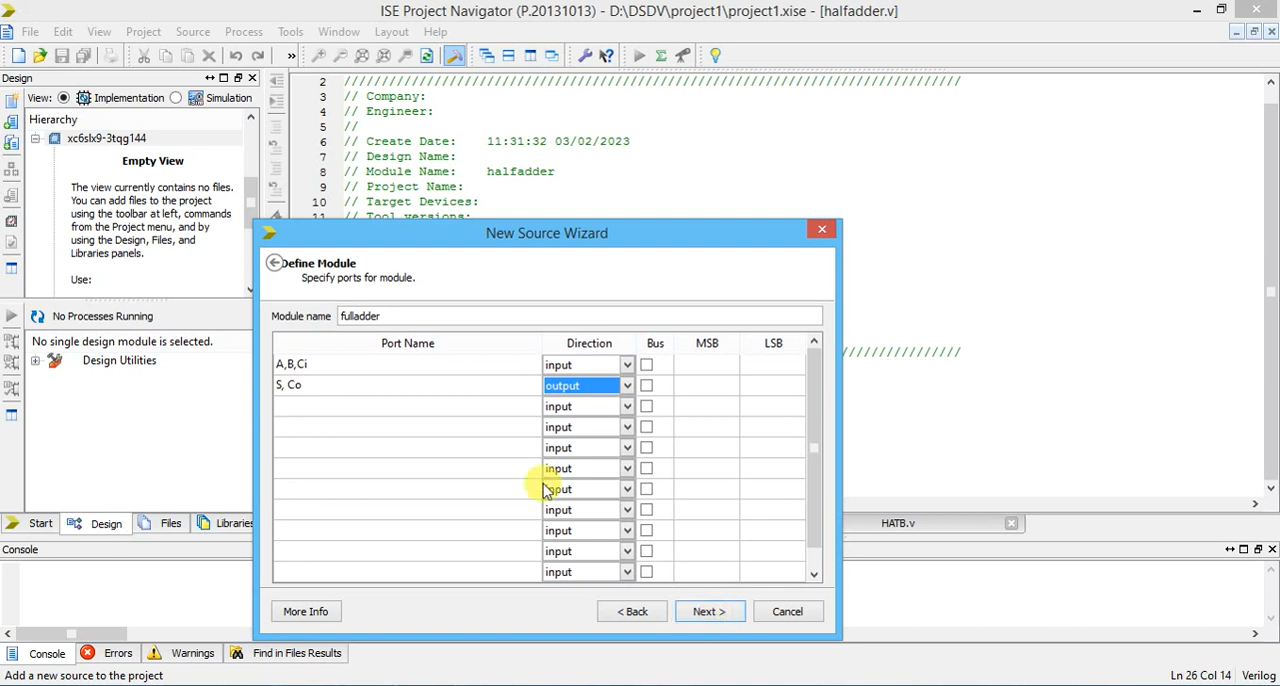 ISE Project Navigator (P.20131013) - D:\DSDV\project1\project1.xise - [halfadder.v]
File Edit View Project Source Process Tools Window Layout Help
»
Design
View: Implementation Simulation
Hierarchy
xc6slx9-3tqg144
Empty View
The view currently contains no files.
You can add files to the project
using the toolbar at left, commands
from the Project menu, and by
using the Design, Files, and
Libraries panels.
Use:
No Processes Running
No single design module is selected.
Design Utilities
Start Design Files Libraries
2 ////////////////////////////////////////////////////////////////////////////////
3 // Company:
4 // Engineer:
5 //
6 // Create Date: 11:31:32 03/02/2023
7 // Design Name:
8 // Module Name: halfadder
9 // Project Name:
10 // Target Devices:
11 // Tool versions:
HATB.v
New Source Wizard
Define Module
Specify ports for module.
Module name fulladder
Port Name Direction Bus MSB LSB
A,B,Ci input
S, Co output
input
input
input
input
input
input
input
input
input
More Info < Back Next > Cancel
Console
Console Errors Warnings Find in Files Results
Add a new source to the project
Ln 26 Col 14 Verilog